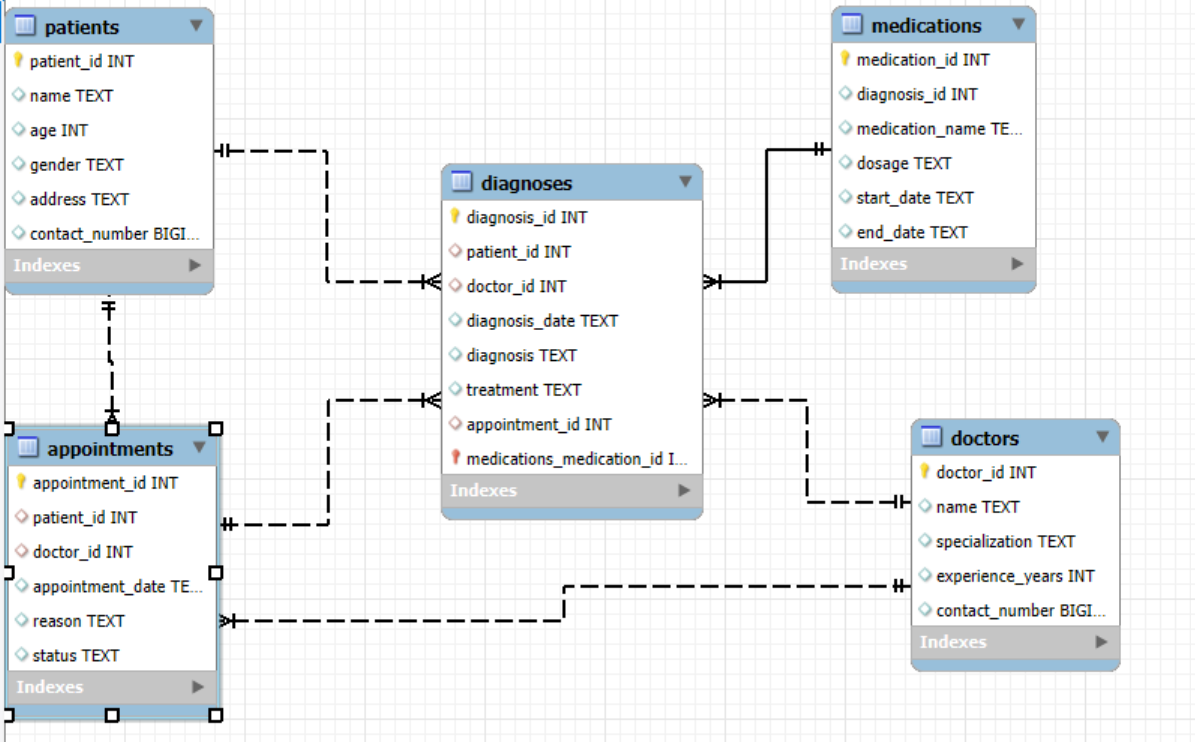 patients
patient_id INT
name TEXT
age INT
gender TEXT
address TEXT
contact_number BIGI...
Indexes
medications
medication_id INT
diagnosis_id INT
medication_name TE...
dosage TEXT
start_date TEXT
end_date TEXT
Indexes
diagnoses
diagnosis_id INT
patient_id INT
doctor_id INT
diagnosis_date TEXT
diagnosis TEXT
treatment TEXT
appointment_id INT
medications_medication_id I...
Indexes
appointments
appointment_id INT
patient_id INT
doctor_id INT
appointment_date TE...
reason TEXT
status TEXT
Indexes
doctors
doctor_id INT
name TEXT
specialization TEXT
experience_years INT
contact_number BIGI...
Indexes